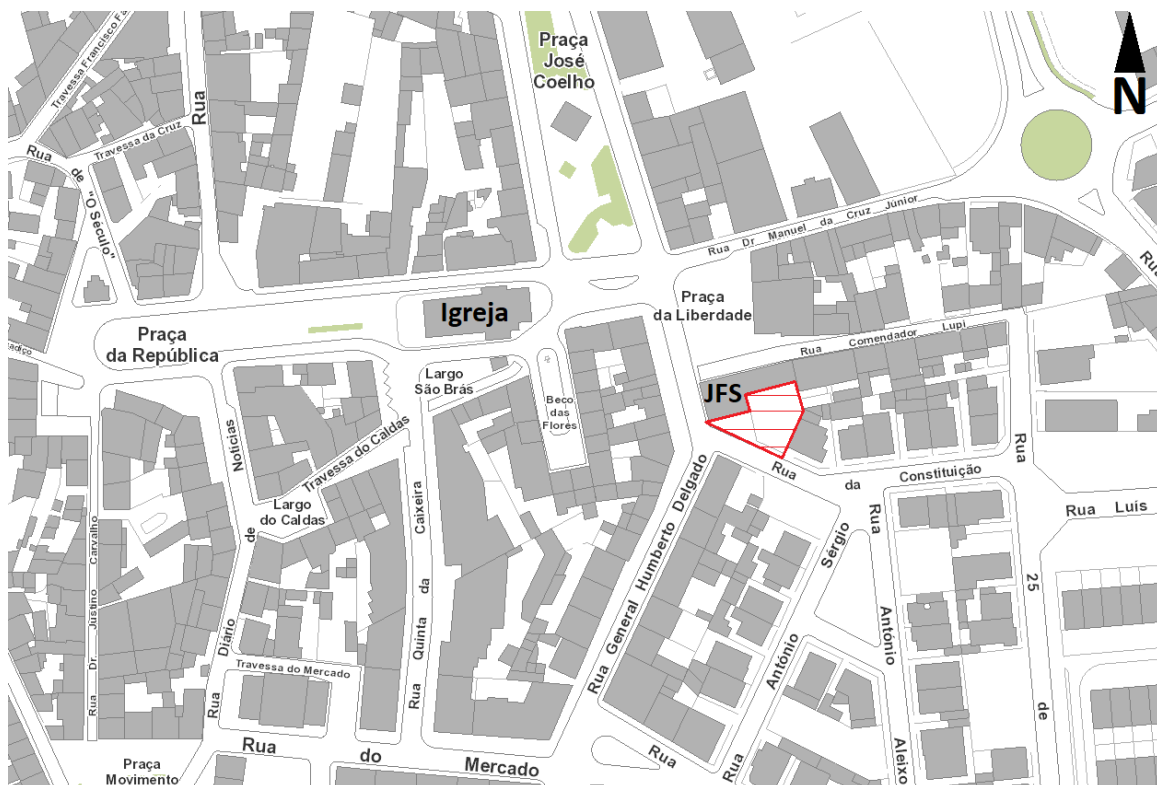 Travessa Francisco Fa
Praça
José
Coelho
N
Rua
Travessa da Cruz
Rua
de
"O Século"
Rua Dr Manuel da Cruz Júnior
Rua
Igreja
Praça
da Liberdade
Praça
da República
Rua Comendador Lupi
Largo
São Brás
JFS
Beco
das
Flores
Travessa do Caldas
Largo
do Caldas
Rua
da
Constituição
Rua
Rua Luís
Rua Dr. Justino Carvalho
Rua Diário de Notícias
Rua Quinta da Caixeira
Rua General Humberto Delgado
Rua António Sérgio
Rua António Aleixo
25
de
Travessa do Mercado
Rua
do
Mercado
Rua
Praça
Movimento